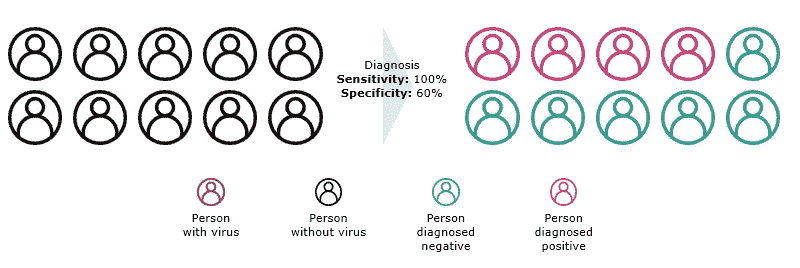 Diagnosis
Sensitivity: 100%
Specificity: 60%
Person
with virus
Person
without virus
Person
diagnosed
negative
Person
diagnosed
positive